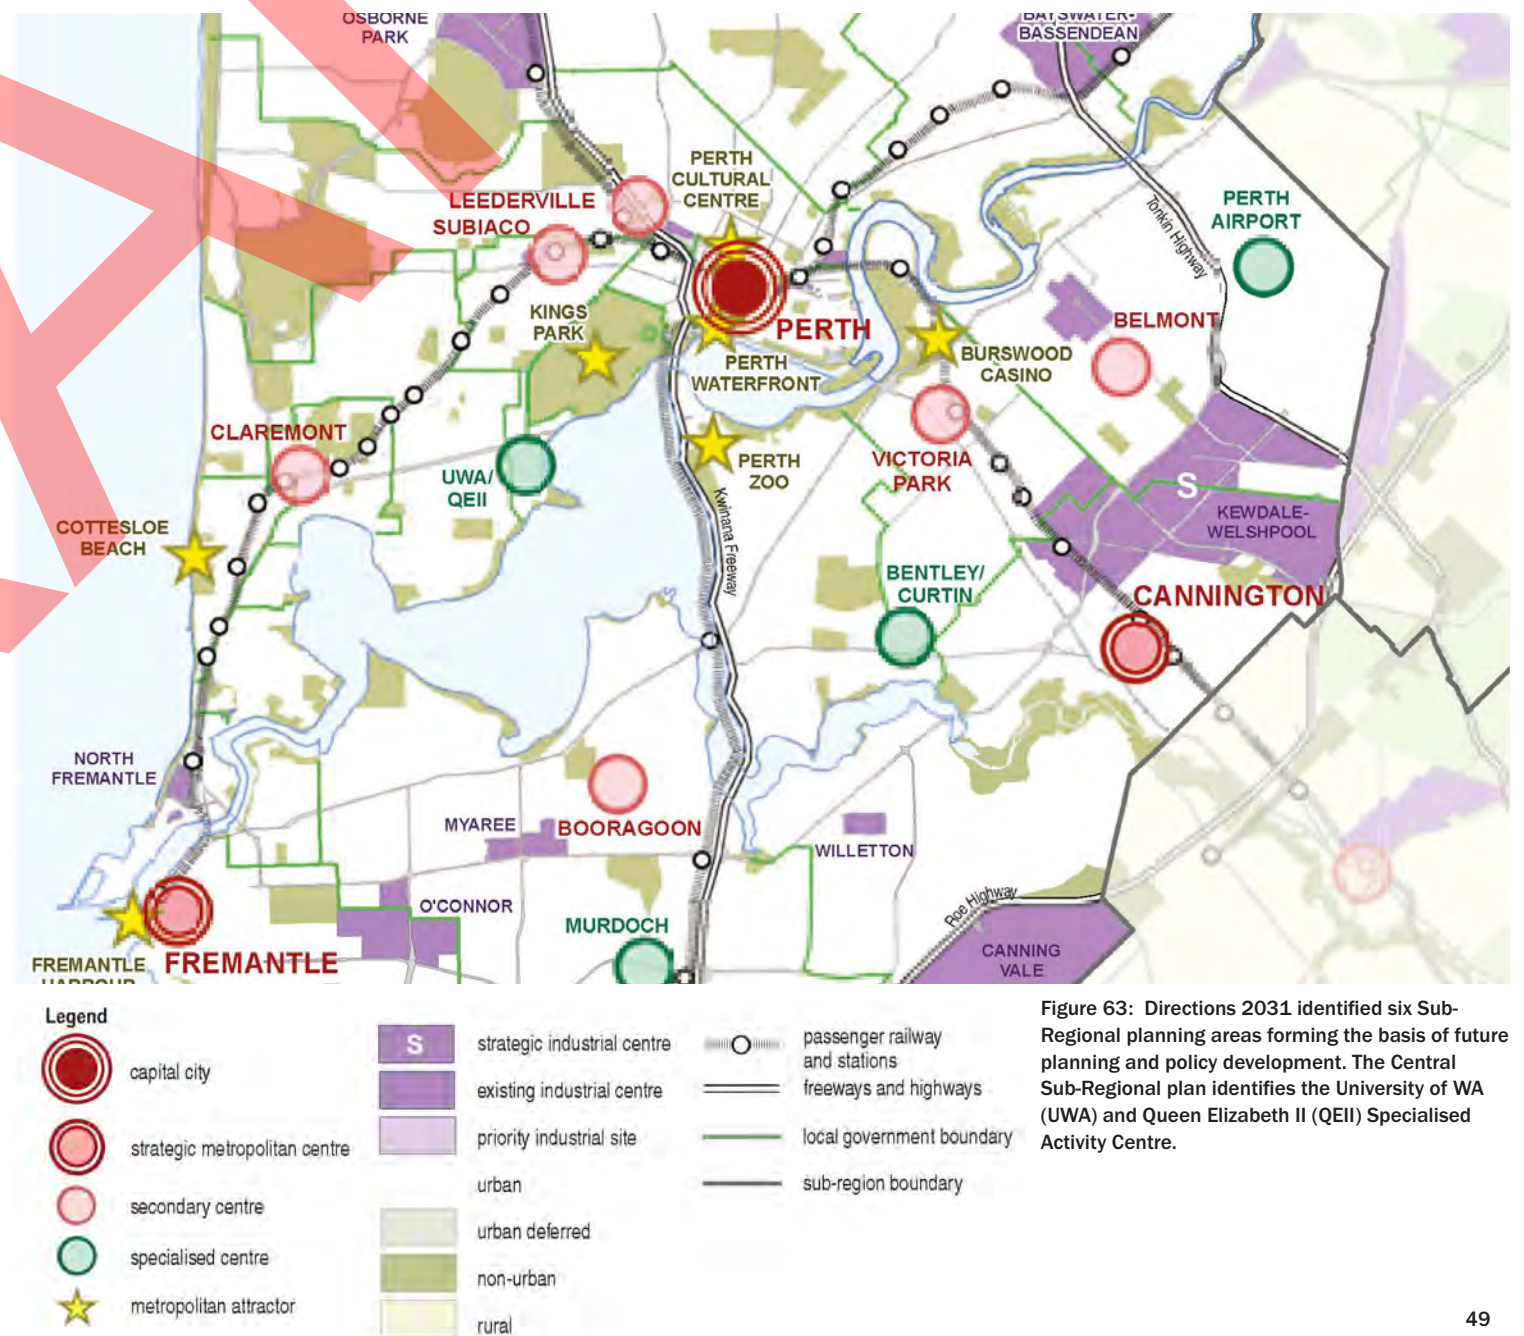 OSBORNE
PARK
BAYSWATER-
BASSENDEAN
PERTH
CULTURAL
CENTRE
LEEDERVILLE
SUBIACO
PERTH
AIRPORT
Tonkin Highway
KINGS
PARK
PERTH
BELMONT
PERTH
WATERFRONT
BURSWOOD
CASINO
CLAREMONT
UWA/
QEII
PERTH
ZOO
VICTORIA
PARK
S
KEWDALE-
WELSHPOOL
COTTESLOE
BEACH
Kwinana Freeway
BENTLEY/
CURTIN
CANNINGTON
NORTH
FREMANTLE
MYAREE
BOORAGOON
WILLETTON
O'CONNOR
Roe Highway
MURDOCH
CANNING
VALE
FREMANTLE
HARBOUR
FREMANTLE
Legend
capital city
strategic metropolitan centre
secondary centre
specialised centre
metropolitan attractor
S
strategic industrial centre
existing industrial centre
priority industrial site
urban
urban deferred
non-urban
rural
passenger railway
and stations
freeways and highways
local government boundary
sub-region boundary
Figure 63: Directions 2031 identified six Sub-
Regional planning areas forming the basis of future
planning and policy development. The Central
Sub-Regional plan identifies the University of WA
(UWA) and Queen Elizabeth II (QEII) Specialised
Activity Centre.
49